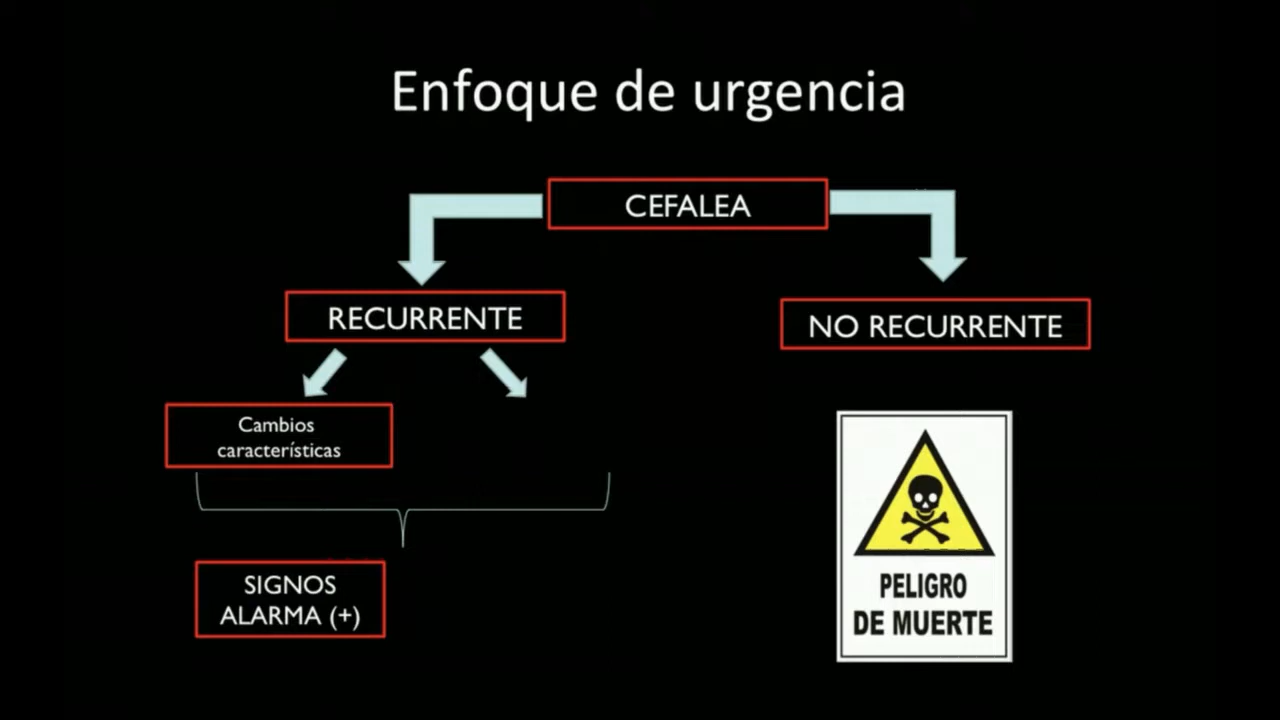 Enfoque de urgencia
CEFALEA
RECURRENTE
NO RECURRENTE
Cambios
características
SIGNOS
ALARMA (+)
PELIGRO
DE MUERTE